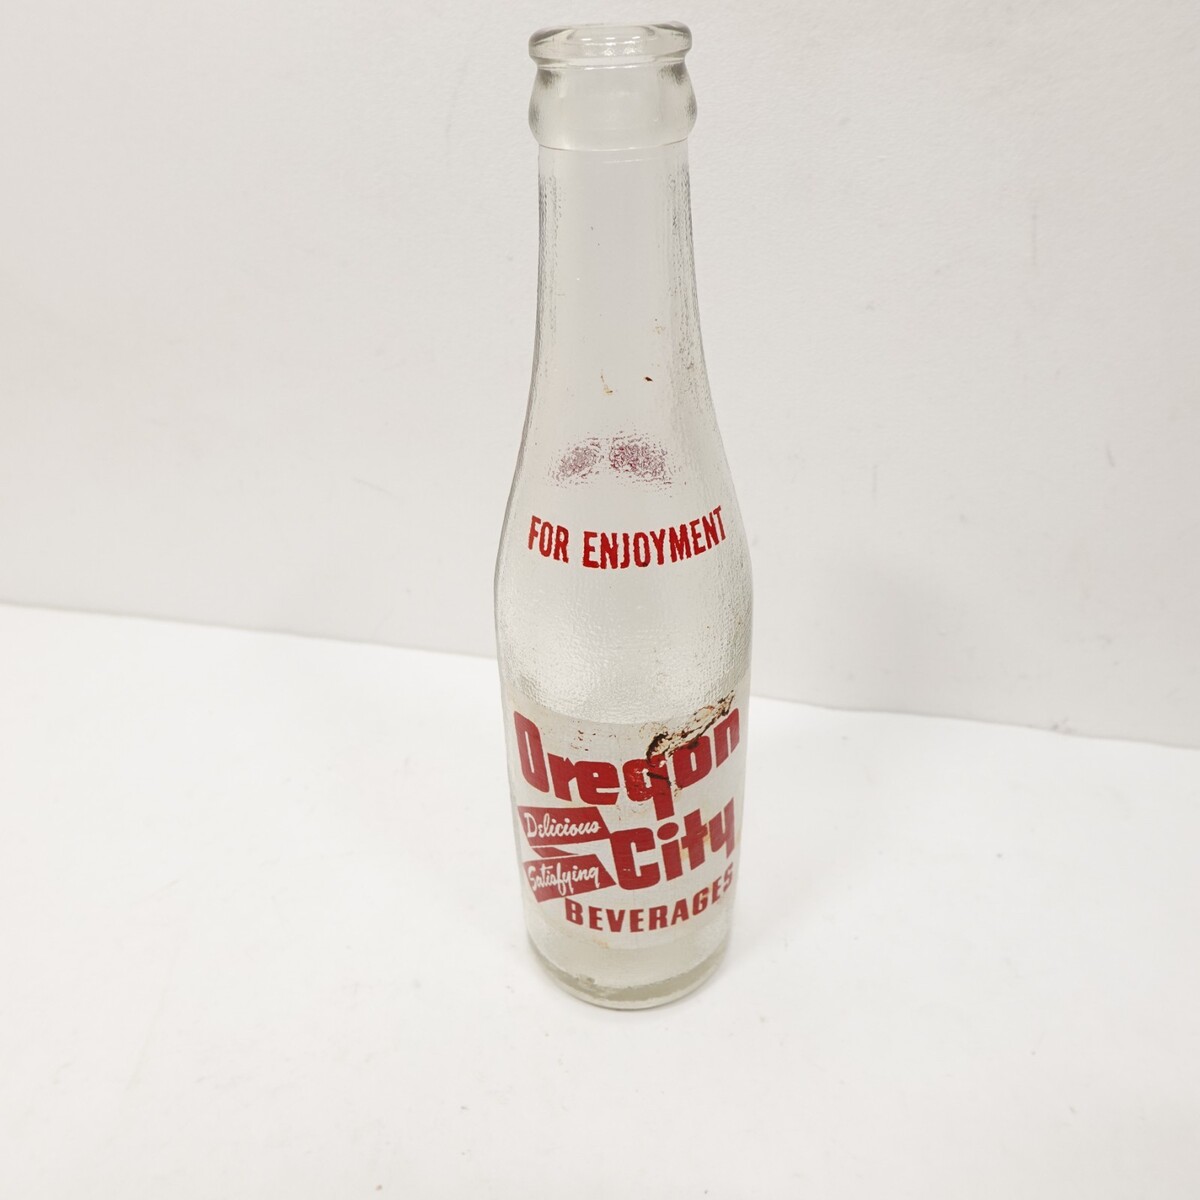 FOR ENJOYMENT
Oregon
Delicious
City
Satisfying
BEVERAGES